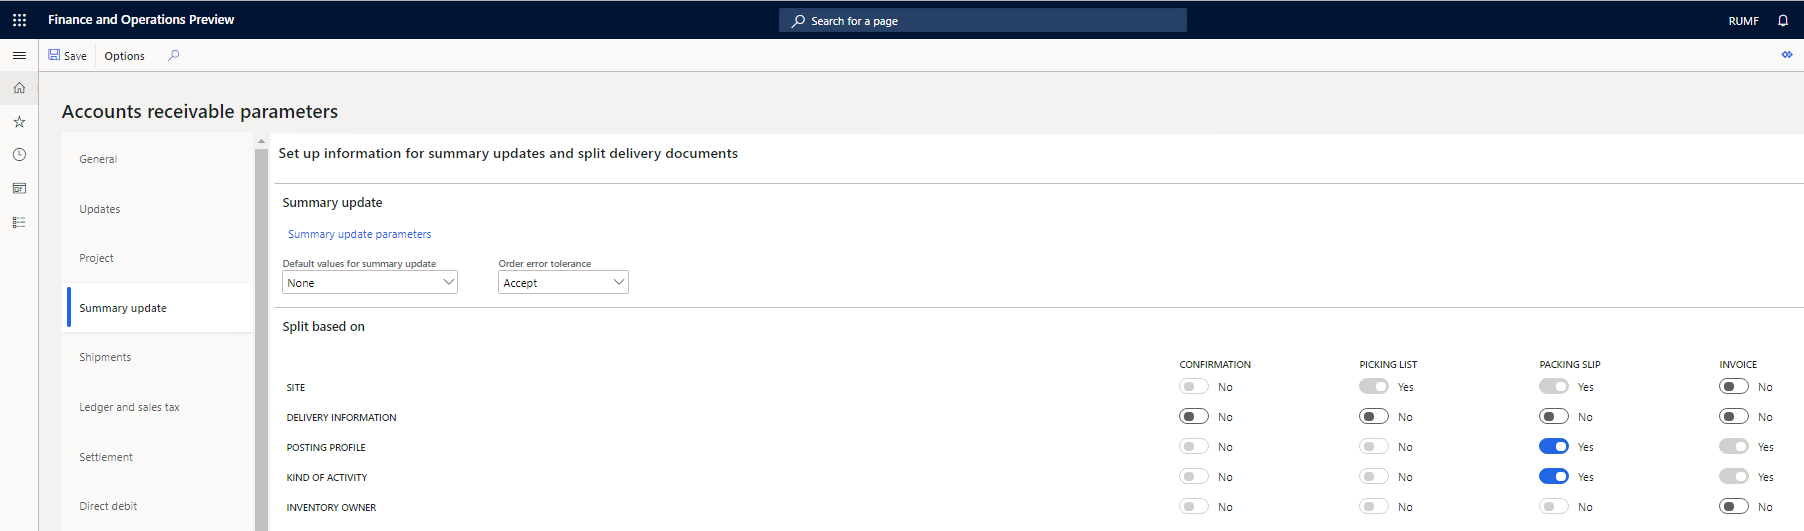 Finance and Operations Preview
Search for a page
RUMF
Save
Options
Accounts receivable parameters
General
Updates
Project
Summary update
Shipments
Ledger and sales tax
Settlement
Direct debit
Set up information for summary updates and split delivery documents
Summary update
Summary update parameters
Default values for summary update
Order error tolerance
None
Accept
Split based on
CONFIRMATION PICKING LIST PACKING SLIP INVOICE
SITE No Yes Yes No
DELIVERY INFORMATION No No No No
POSTING PROFILE No No Yes Yes
KIND OF ACTIVITY No No Yes Yes
INVENTORY OWNER No No No No